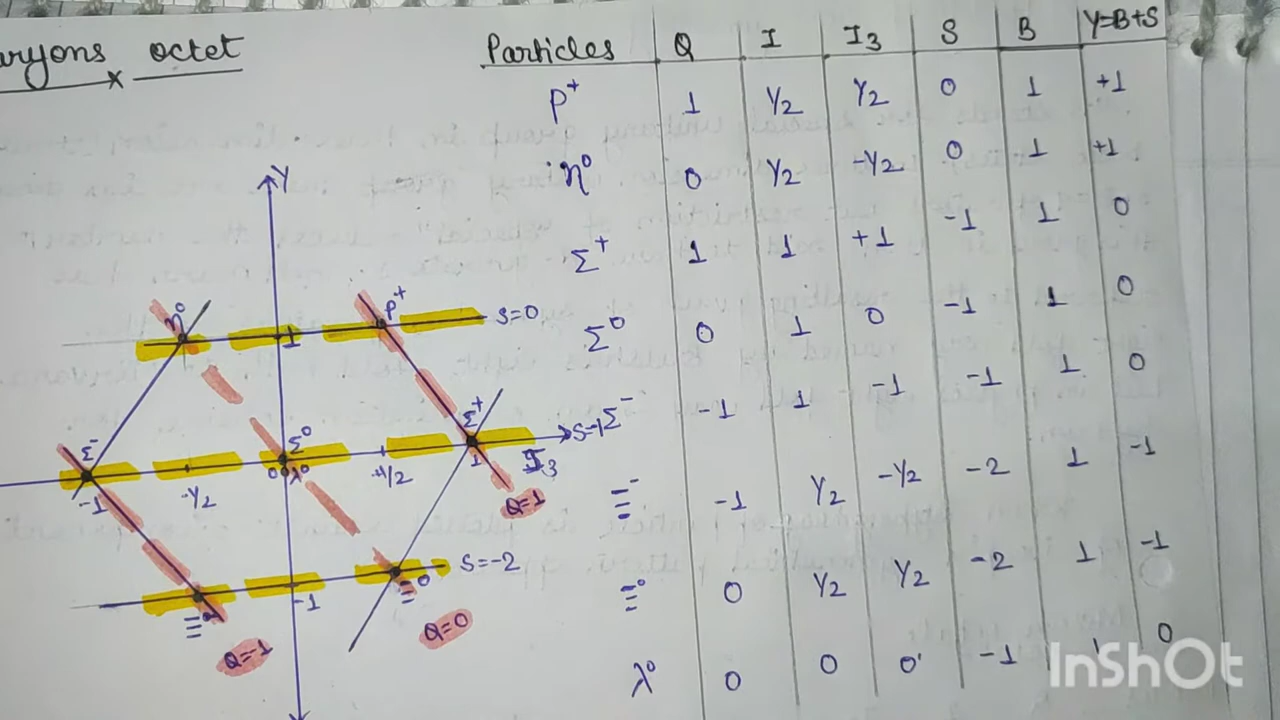 aryons octet
Particles Q I I3 S B Y=B+S
P+ 1 1/2 1/2 0 1 +1
n0 0 1/2 -1/2 0 1 +1
Σ+ 1 1 +1 -1 1 0
Σ0 0 1 0 -1 1 0
Σ- -1 1 -1 -1 1 0
Ξ- -1 1/2 -1/2 -2 1 -1
Ξ0 0 1/2 1/2 -2 1 -1
λ0 0 0 0 -1 1 0
Y
n0 P+ S=0
1
Σ- Σ0 Σ+ S=-1
-1 -1/2 0 λ0 +1/2 1 I3
Q=1
S=-2
Ξ- -1 Ξ0
Q=-1 Q=0
InShOt